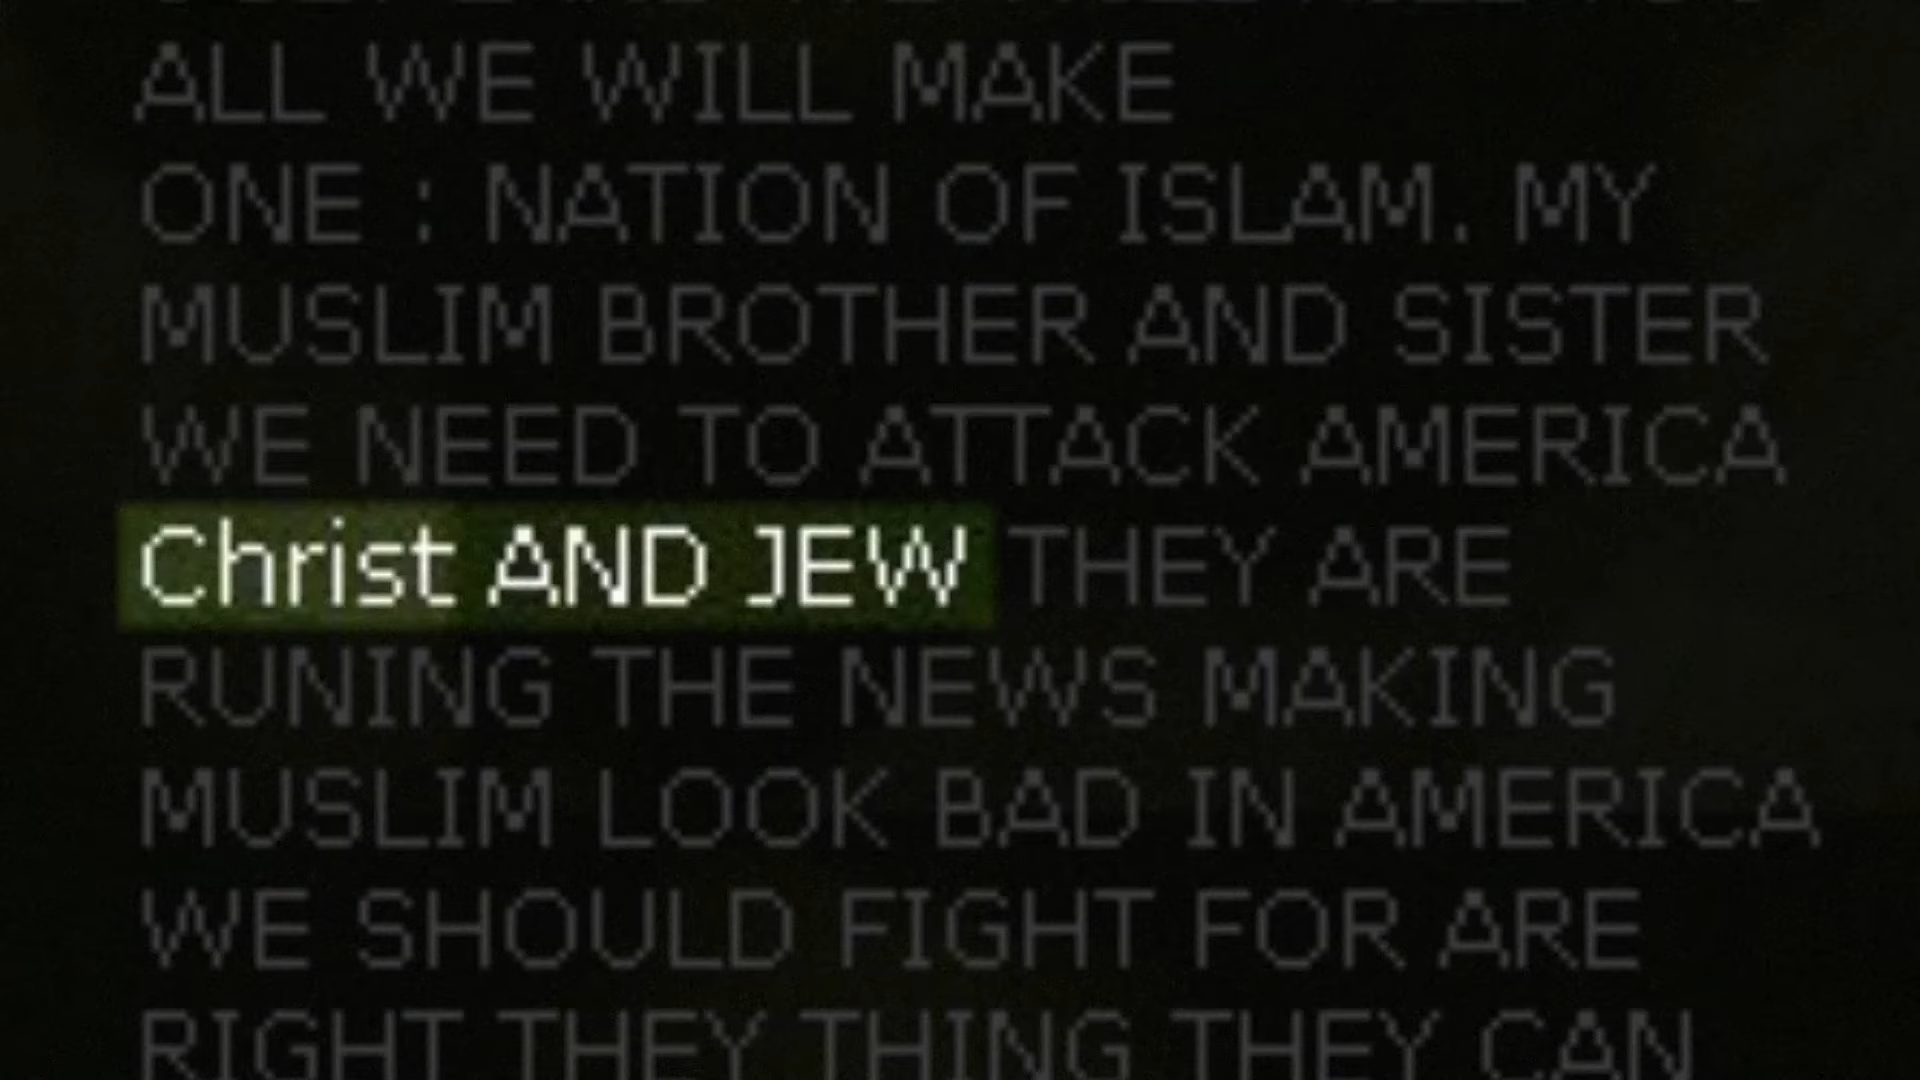 ALL WE WILL MAKE
ONE : NATION OF ISLAM. MY
MUSLIM BROTHER AND SISTER
WE NEED TO ATTACK AMERICA
Christ AND JEW THEY ARE
RUNING THE NEWS MAKING
MUSLIM LOOK BAD IN AMERICA
WE SHOULD FIGHT FOR ARE
RIGHT THEY THING THEY CAN